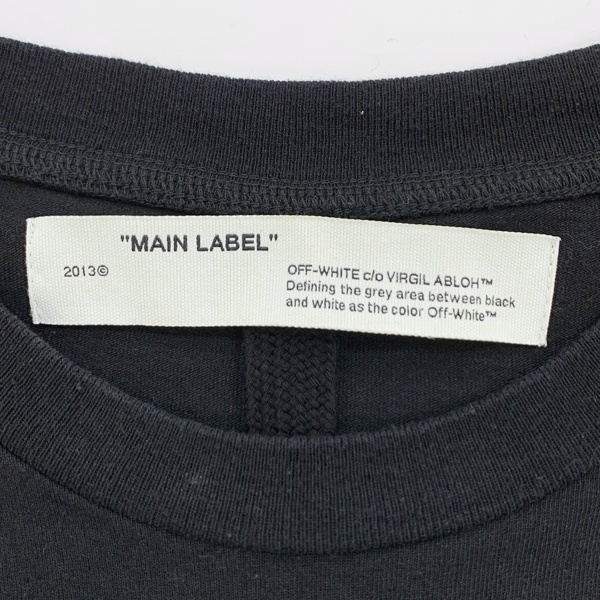 "MAIN LABEL"
2013©
OFF-WHITE c/o VIRGIL ABLOH™
Defining the grey area between black
and white as the color Off-White™